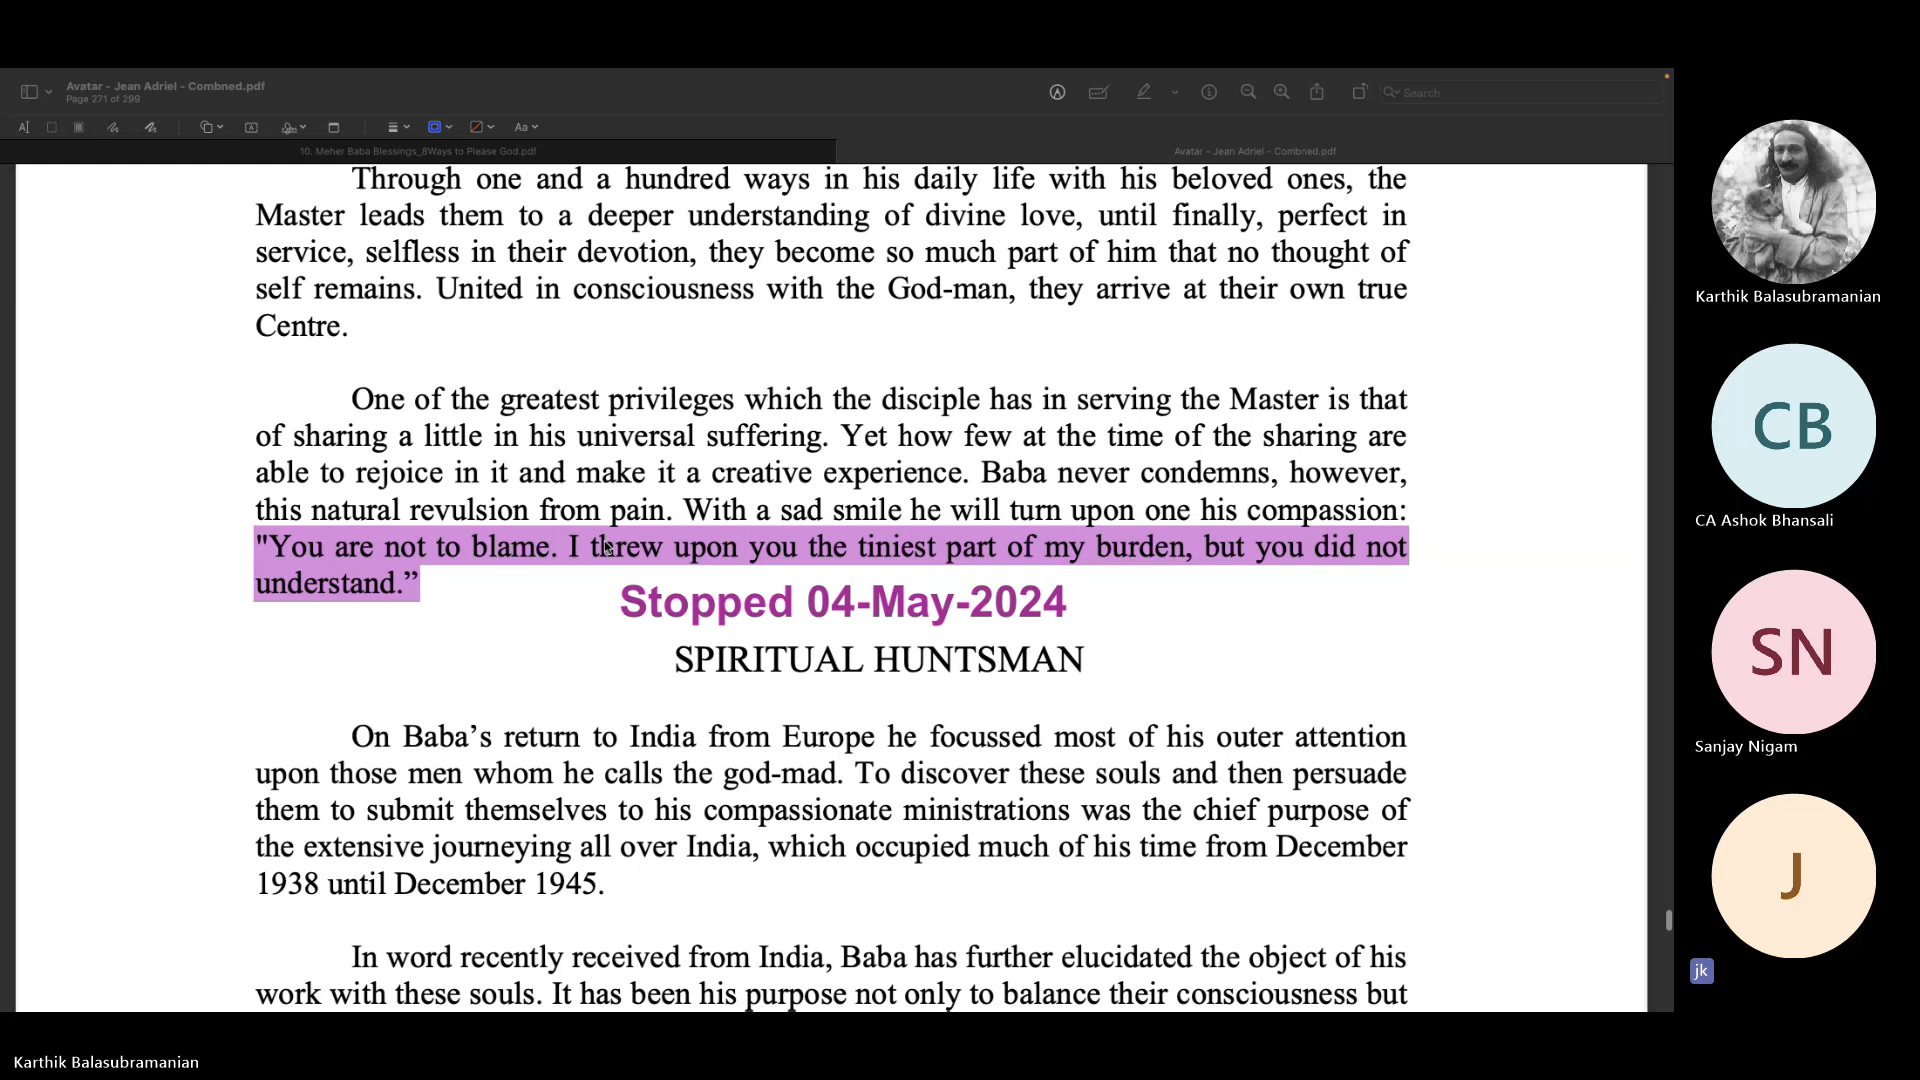 Avatar - Jean Adriel - Combned.pdf
Page 271 of 299
Search
Aa
10. Meher Baba Blessings_8Ways to Please God.pdf
Avatar - Jean Adriel - Combned.pdf
Through one and a hundred ways in his daily life with his beloved ones, the
Master leads them to a deeper understanding of divine love, until finally, perfect in
service, selfless in their devotion, they become so much part of him that no thought of
self remains. United in consciousness with the God-man, they arrive at their own true
Centre.
One of the greatest privileges which the disciple has in serving the Master is that
of sharing a little in his universal suffering. Yet how few at the time of the sharing are
able to rejoice in it and make it a creative experience. Baba never condemns, however,
this natural revulsion from pain. With a sad smile he will turn upon one his compassion:
"You are not to blame. I threw upon you the tiniest part of my burden, but you did not
understand.”
Stopped 04-May-2024
SPIRITUAL HUNTSMAN
On Baba’s return to India from Europe he focussed most of his outer attention
upon those men whom he calls the god-mad. To discover these souls and then persuade
them to submit themselves to his compassionate ministrations was the chief purpose of
the extensive journeying all over India, which occupied much of his time from December
1938 until December 1945.
In word recently received from India, Baba has further elucidated the object of his
work with these souls. It has been his purpose not only to balance their consciousness but
Karthik Balasubramanian
CB
CA Ashok Bhansali
SN
Sanjay Nigam
J
jk
Karthik Balasubramanian